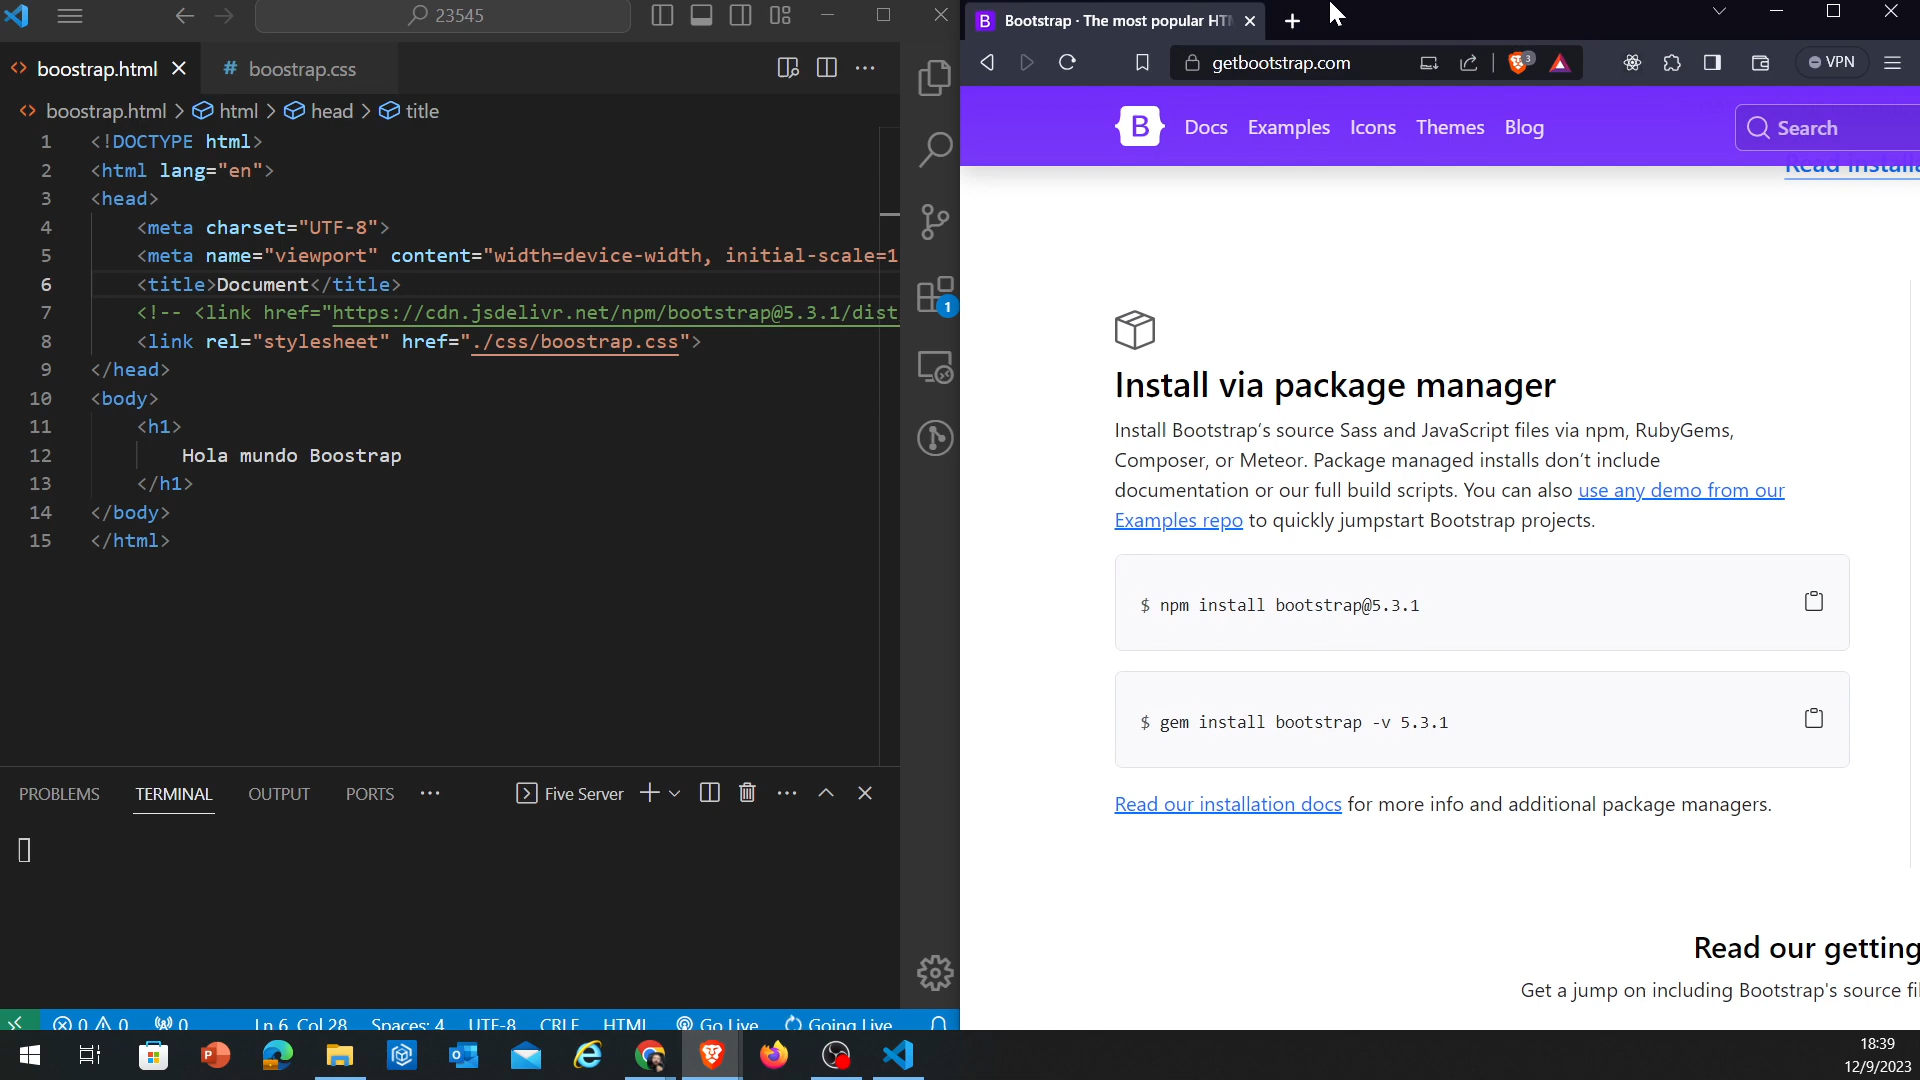 23545
boostrap.html
# boostrap.css
boostrap.html > html > head > title
1 <!DOCTYPE html>
2 <html lang="en">
3 <head>
4 <meta charset="UTF-8">
5 <meta name="viewport" content="width=device-width, initial-scale=1
6 <title>Document</title>
7 <!-- <link href="https://cdn.jsdelivr.net/npm/bootstrap@5.3.1/dist
8 <link rel="stylesheet" href="./css/boostrap.css">
9 </head>
10 <body>
11 <h1>
12 Hola mundo Boostrap
13 </h1>
14 </body>
15 </html>
1
PROBLEMS TERMINAL OUTPUT PORTS ... Five Server
0 0 0 Ln 6, Col 28 Spaces: 4 UTF-8 CRLF HTML Go Live Going Live
B Bootstrap · The most popular HTM
getbootstrap.com 3 VPN
B Docs Examples Icons Themes Blog Search
Read installa
Install via package manager
Install Bootstrap’s source Sass and JavaScript files via npm, RubyGems,
Composer, or Meteor. Package managed installs don’t include
documentation or our full build scripts. You can also use any demo from our
Examples repo to quickly jumpstart Bootstrap projects.
$ npm install bootstrap@5.3.1
$ gem install bootstrap -v 5.3.1
Read our installation docs for more info and additional package managers.
Read our getting
Get a jump on including Bootstrap's source fil
18:39
12/9/2023